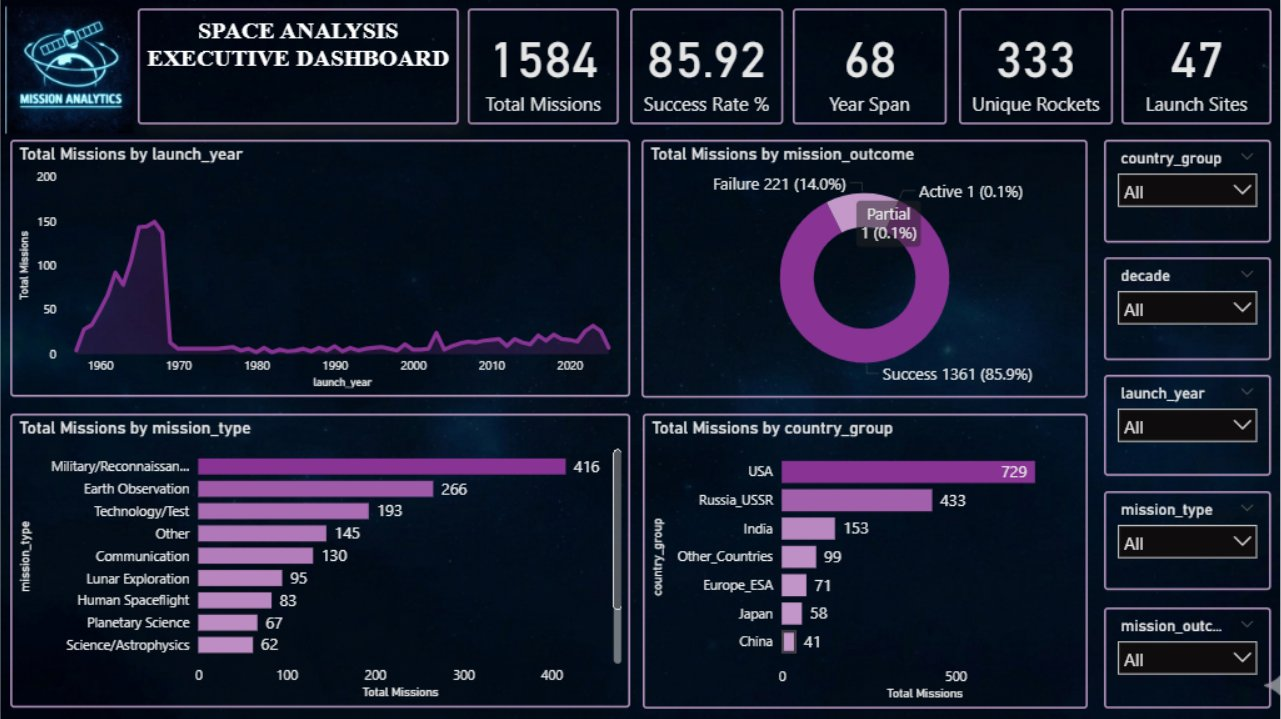 MISSION ANALYTICS
SPACE ANALYSIS
EXECUTIVE DASHBOARD
1584
Total Missions
85.92
Success Rate %
68
Year Span
333
Unique Rockets
47
Launch Sites
Total Missions by launch_year
Total Missions
200
150
100
50
0
1960 1970 1980 1990 2000 2010 2020
launch_year
Total Missions by mission_outcome
Failure 221 (14.0%)
Active 1 (0.1%)
Partial
1 (0.1%)
Success 1361 (85.9%)
country_group
All
decade
All
launch_year
All
mission_type
All
mission_outc...
All
Total Missions by mission_type
mission_type
Military/Reconnaissan... 416
Earth Observation 266
Technology/Test 193
Other 145
Communication 130
Lunar Exploration 95
Human Spaceflight 83
Planetary Science 67
Science/Astrophysics 62
0 100 200 300 400
Total Missions
Total Missions by country_group
country_group
USA 729
Russia_USSR 433
India 153
Other_Countries 99
Europe_ESA 71
Japan 58
China 41
0 500
Total Missions